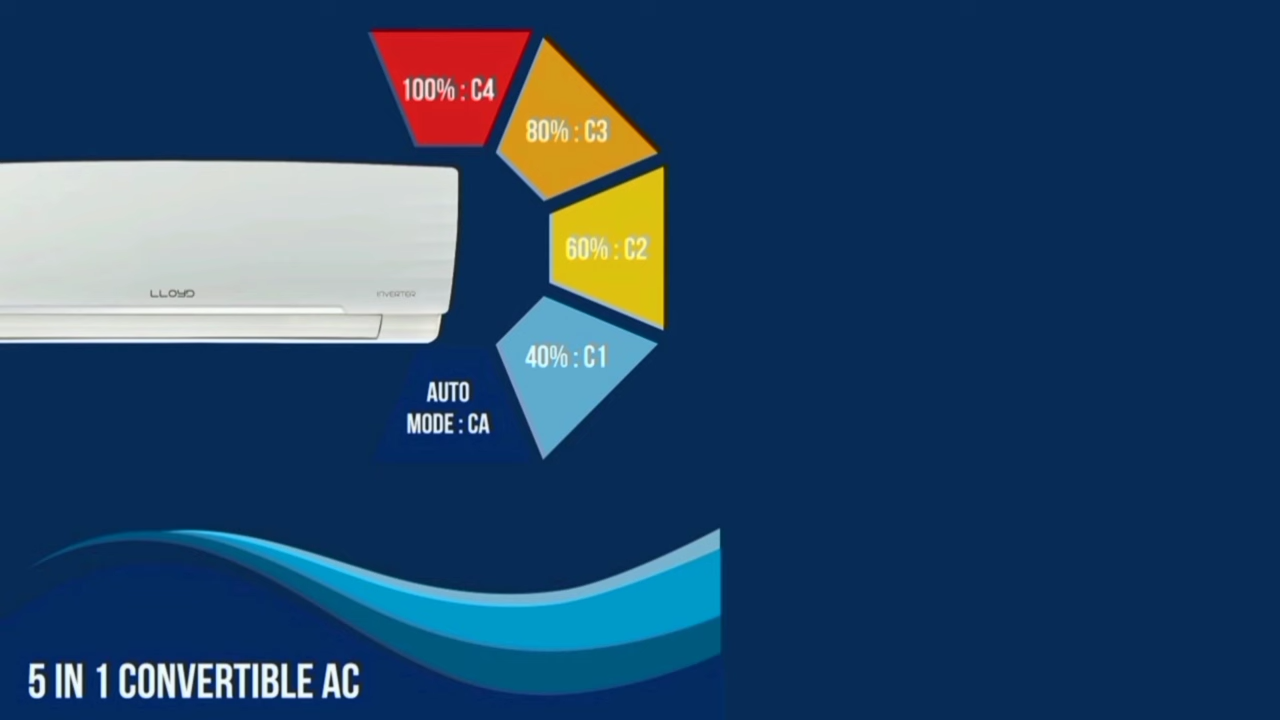 100% : C4
80% : C3
60% : C2
LLOYD
INVERTER
40% : C1
AUTO
MODE : CA
5 IN 1 CONVERTIBLE AC